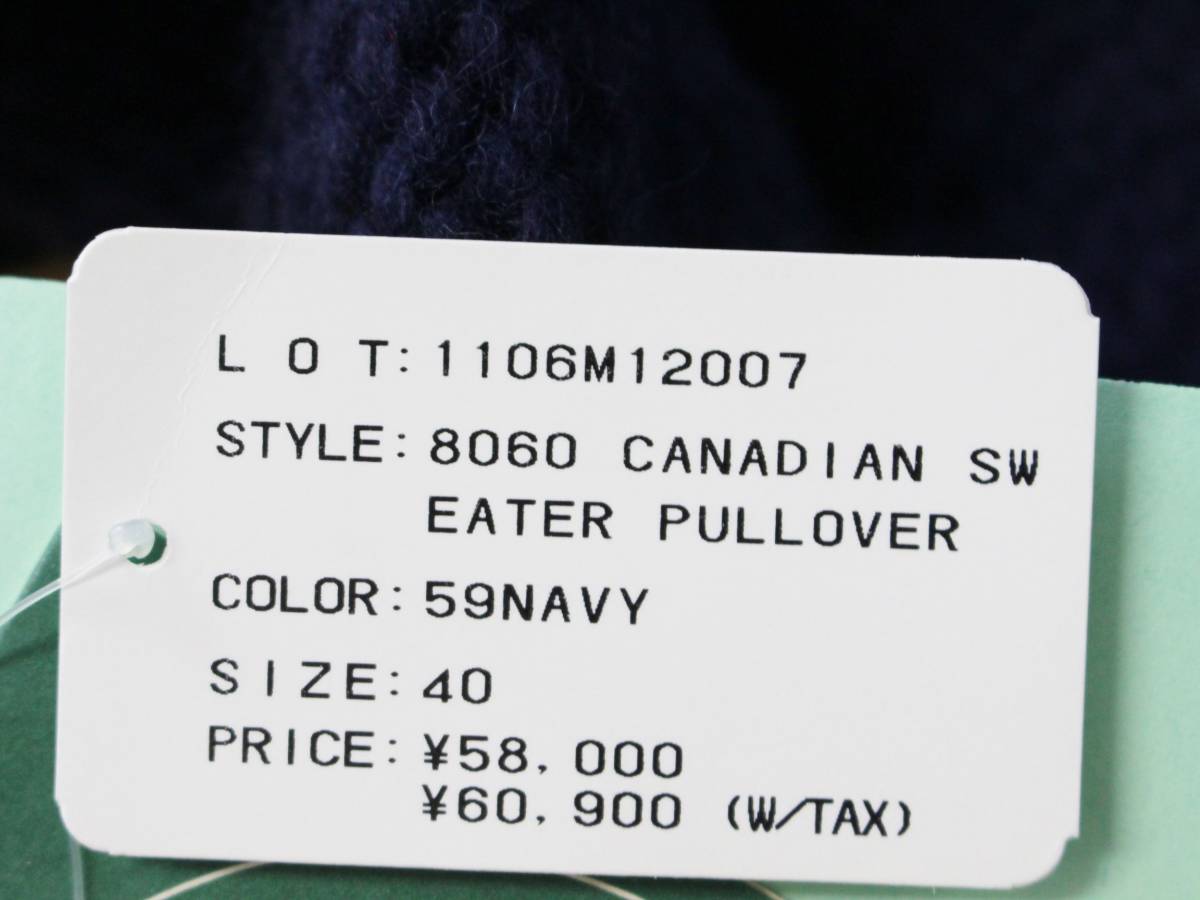 L O T: 1106M12007
STYLE: 8060 CANADIAN SW
EATER PULLOVER
COLOR: 59NAVY
SIZE: 40
PRICE: ¥58,000
¥60,900 (W/TAX)